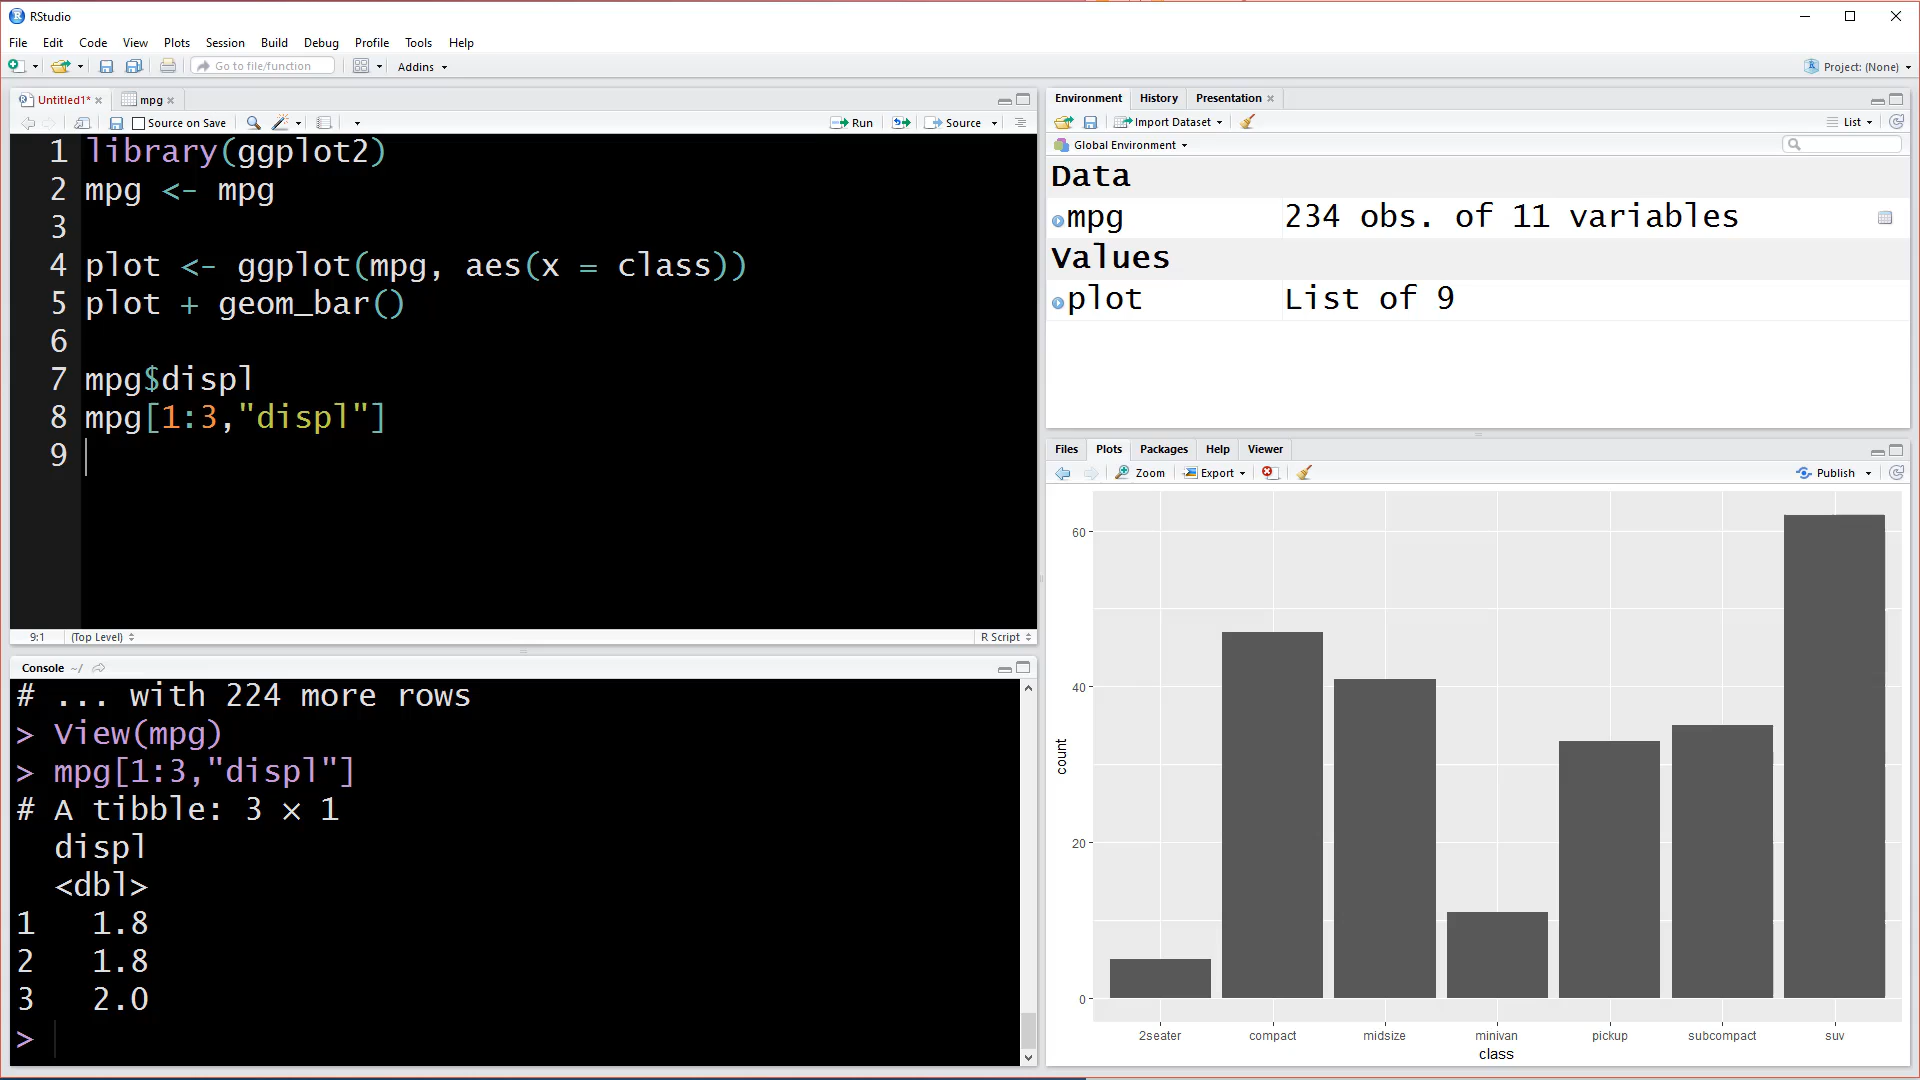 RStudio
File Edit Code View Plots Session Build Debug Profile Tools Help
Go to file/function Addins Project: (None)
Untitled1* mpg
Source on Save Run Source
1 library(ggplot2)
2 mpg <- mpg
3
4 plot <- ggplot(mpg, aes(x = class))
5 plot + geom_bar()
6
7 mpg$displ
8 mpg[1:3,"displ"]
9
9:1 (Top Level) R Script
Console ~/
# ... with 224 more rows
> View(mpg)
> mpg[1:3,"displ"]
# A tibble: 3 × 1
displ
<dbl>
1 1.8
2 1.8
3 2.0
>
Environment History Presentation
Import Dataset List
Global Environment
Data
mpg 234 obs. of 11 variables
Values
plot List of 9
Files Plots Packages Help Viewer
Zoom Export Publish
60
40
20
0
count
2seater compact midsize minivan pickup subcompact suv
class